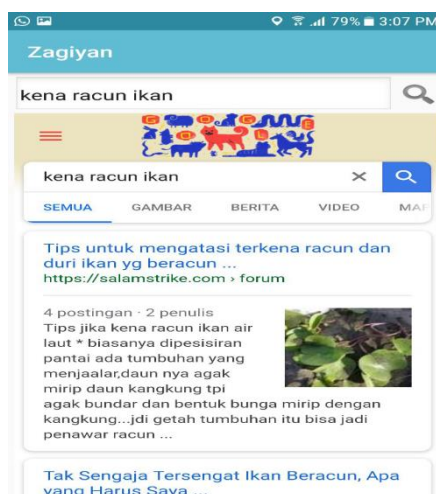 79% 3:07 PM
Zagiyan
kena racun ikan
GOOGLE
kena racun ikan
SEMUA GAMBAR BERITA VIDEO
Tips untuk mengatasi terkena racun dan
duri ikan yg beracun ...
https://salamstrike.com › forum
4 postingan · 2 penulis
Tips jika kena racun ikan air
laut * biasanya dipesisiran
pantai ada tumbuhan yang
menjaalar,daun nya agak
mirip daun kangkung tpi
agak bundar dan bentuk bunga mirip dengan
kangkung...jdi getah tumbuhan itu bisa jadi
penawar racun ...
Tak Sengaja Tersengat Ikan Beracun, Apa
yang Harus Saya ...